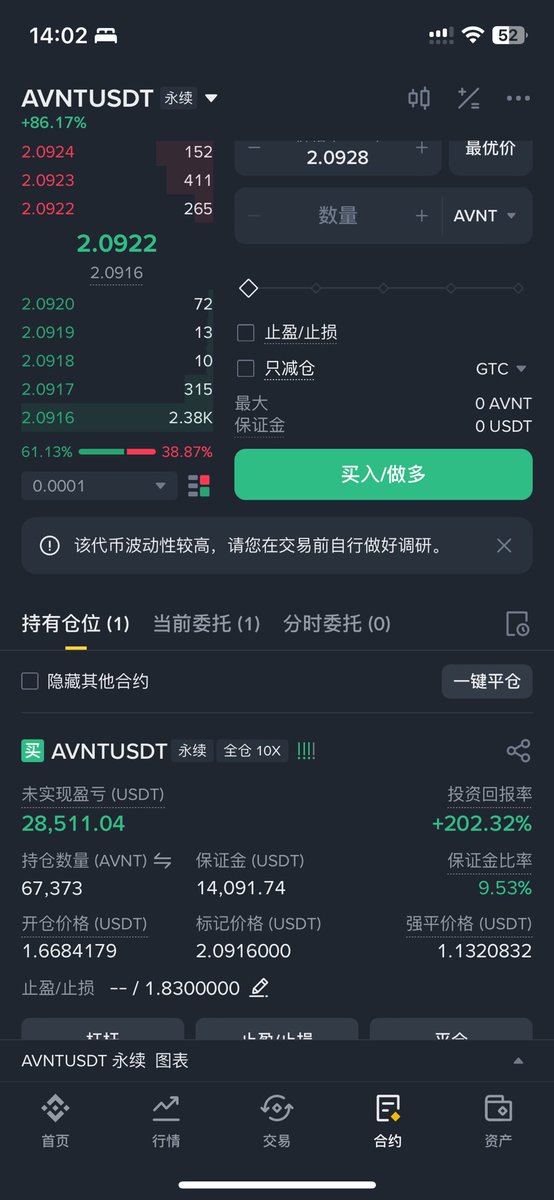 14:02
52
AVNTUSDT 永续
+86.17%
2.0924 152
2.0923 411
2.0922 265
2.0922
2.0916
2.0920 72
2.0919 13
2.0918 10
2.0917 315
2.0916 2.38K
61.13% 38.87%
0.0001
− 2.0928 +
最优价
− 数量 + AVNT
止盈/止损
只减仓 GTC
最大 0 AVNT
保证金 0 USDT
买入/做多
该代币波动性较高，请您在交易前自行做好调研。
持有仓位 (1) 当前委托 (1) 分时委托 (0)
隐藏其他合约 一键平仓
买 AVNTUSDT 永续 全仓 10X !!!!
未实现盈亏 (USDT) 投资回报率
28,511.04 +202.32%
持仓数量 (AVNT) 保证金 (USDT) 保证金比率
67,373 14,091.74 9.53%
开仓价格 (USDT) 标记价格 (USDT) 强平价格 (USDT)
1.6684179 2.0916000 1.1320832
止盈/止损 -- / 1.8300000
杠杆 止盈/止损 平仓
AVNTUSDT 永续 图表
首页 行情 交易 合约 资产